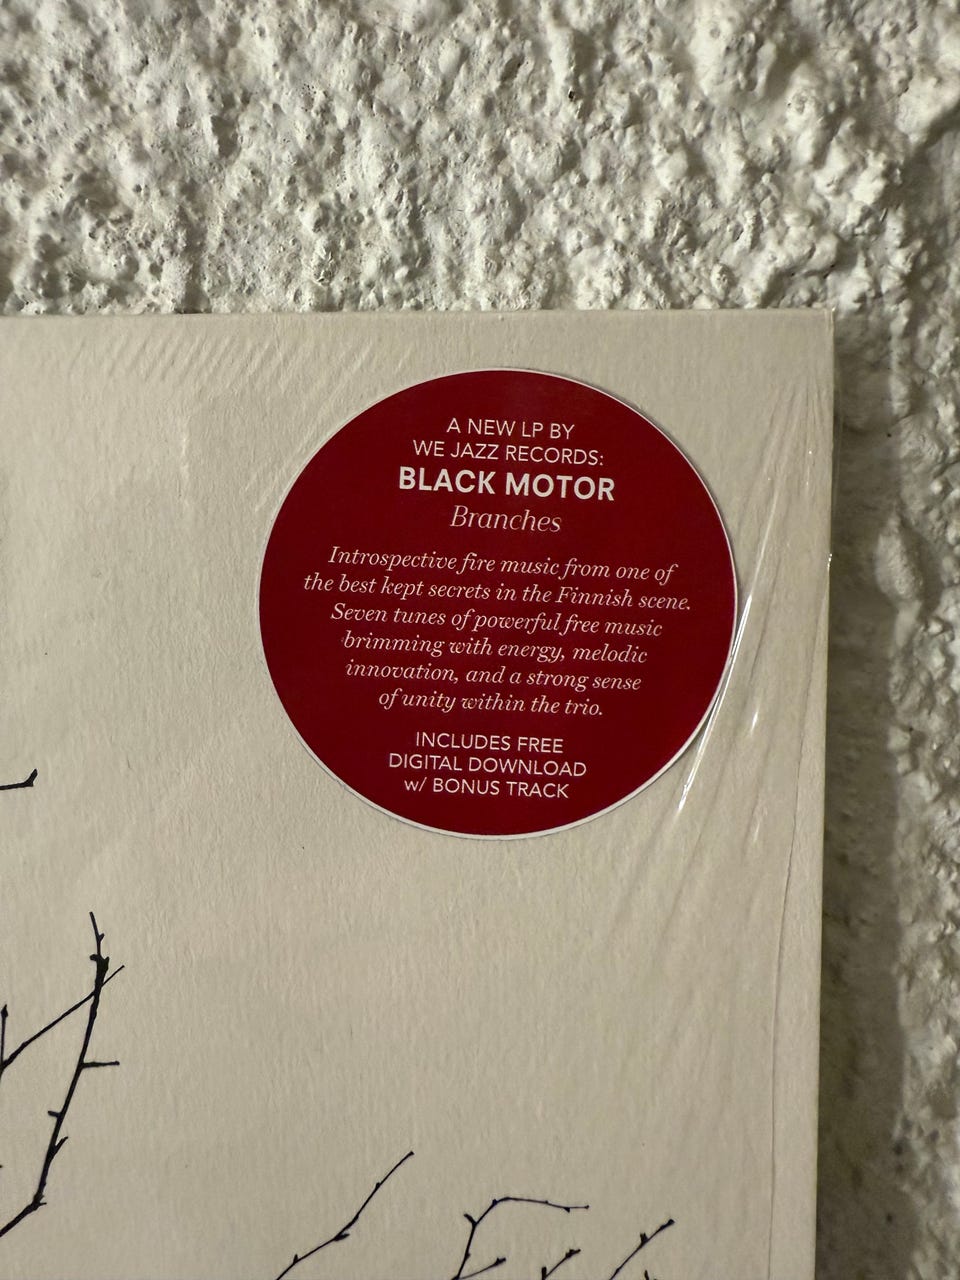 A NEW LP BY
WE JAZZ RECORDS:
BLACK MOTOR
Branches
Introspective fire music from one of
the best kept secrets in the Finnish scene.
Seven tunes of powerful free music
brimming with energy, melodic
innovation, and a strong sense
of unity within the trio.
INCLUDES FREE
DIGITAL DOWNLOAD
w/ BONUS TRACK